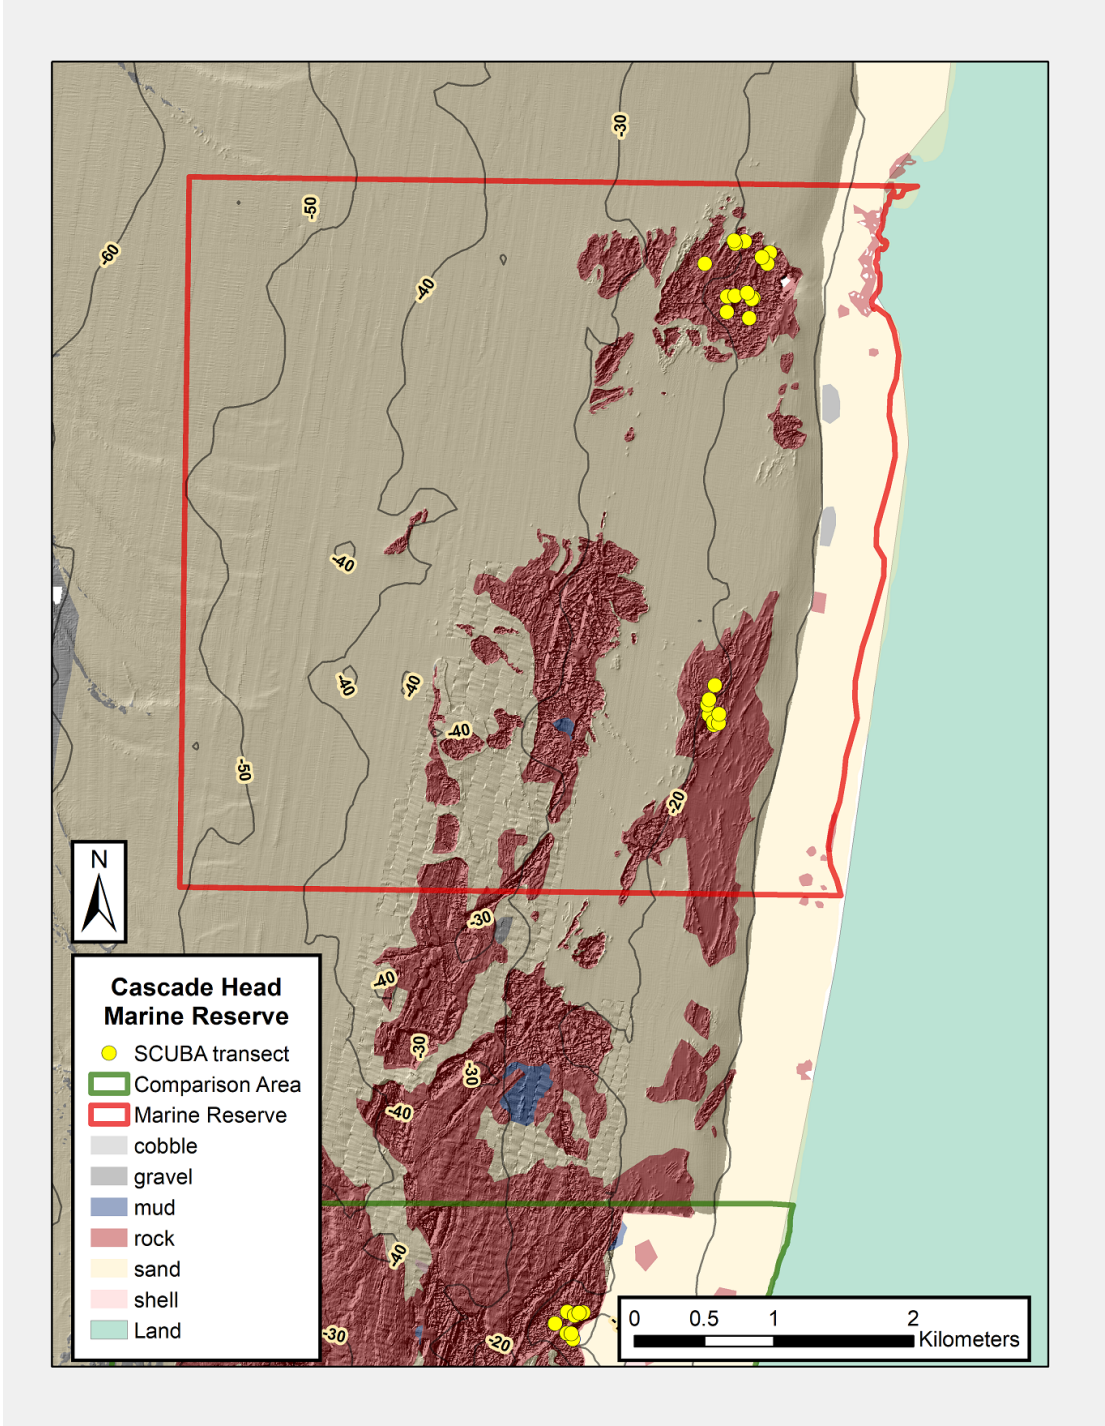 -30
-50
-60
-40
-40
-40
-40
-40
-50
-20
N
-30
-40
-30
-30
-40
-40
-30
-20
Cascade Head
Marine Reserve
SCUBA transect
Comparison Area
Marine Reserve
cobble
gravel
mud
rock
sand
shell
Land
0 0.5 1 2
Kilometers